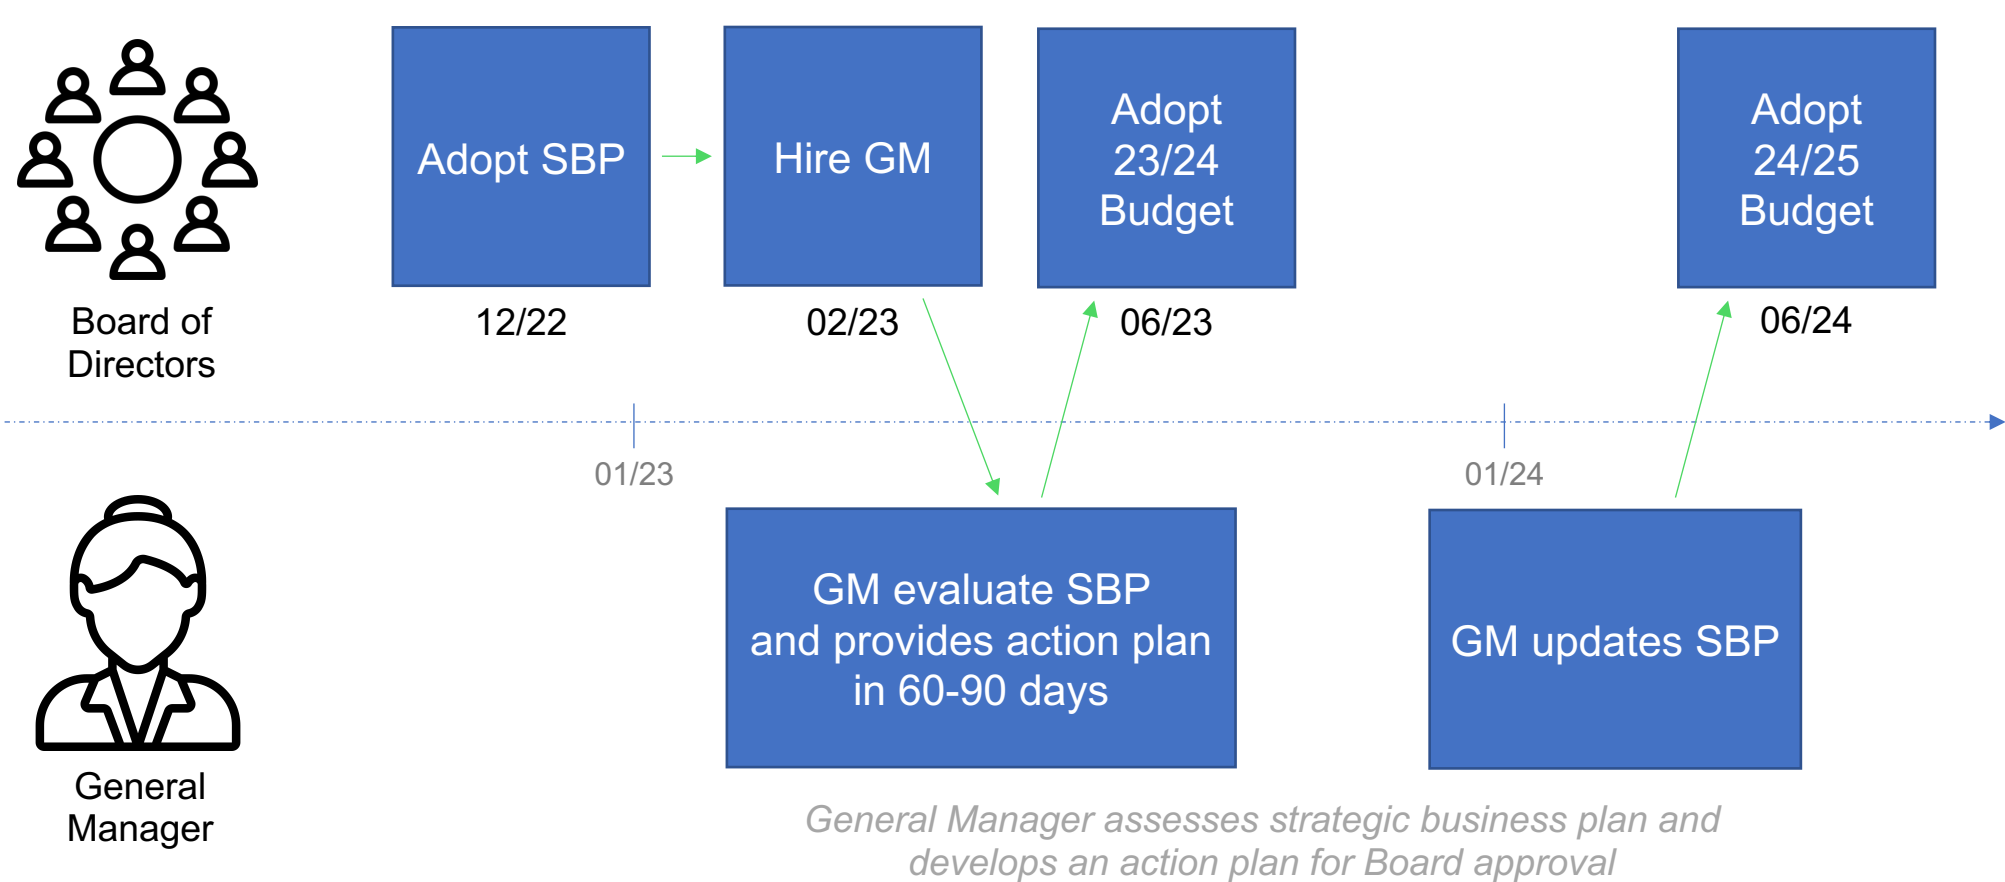 Adopt SBP
Hire GM
Adopt
23/24
Budget
Adopt
24/25
Budget
Board of
Directors
12/22
02/23
06/23
06/24
01/23
01/24
GM evaluate SBP
and provides action plan
in 60-90 days
GM updates SBP
General
Manager
General Manager assesses strategic business plan and
develops an action plan for Board approval